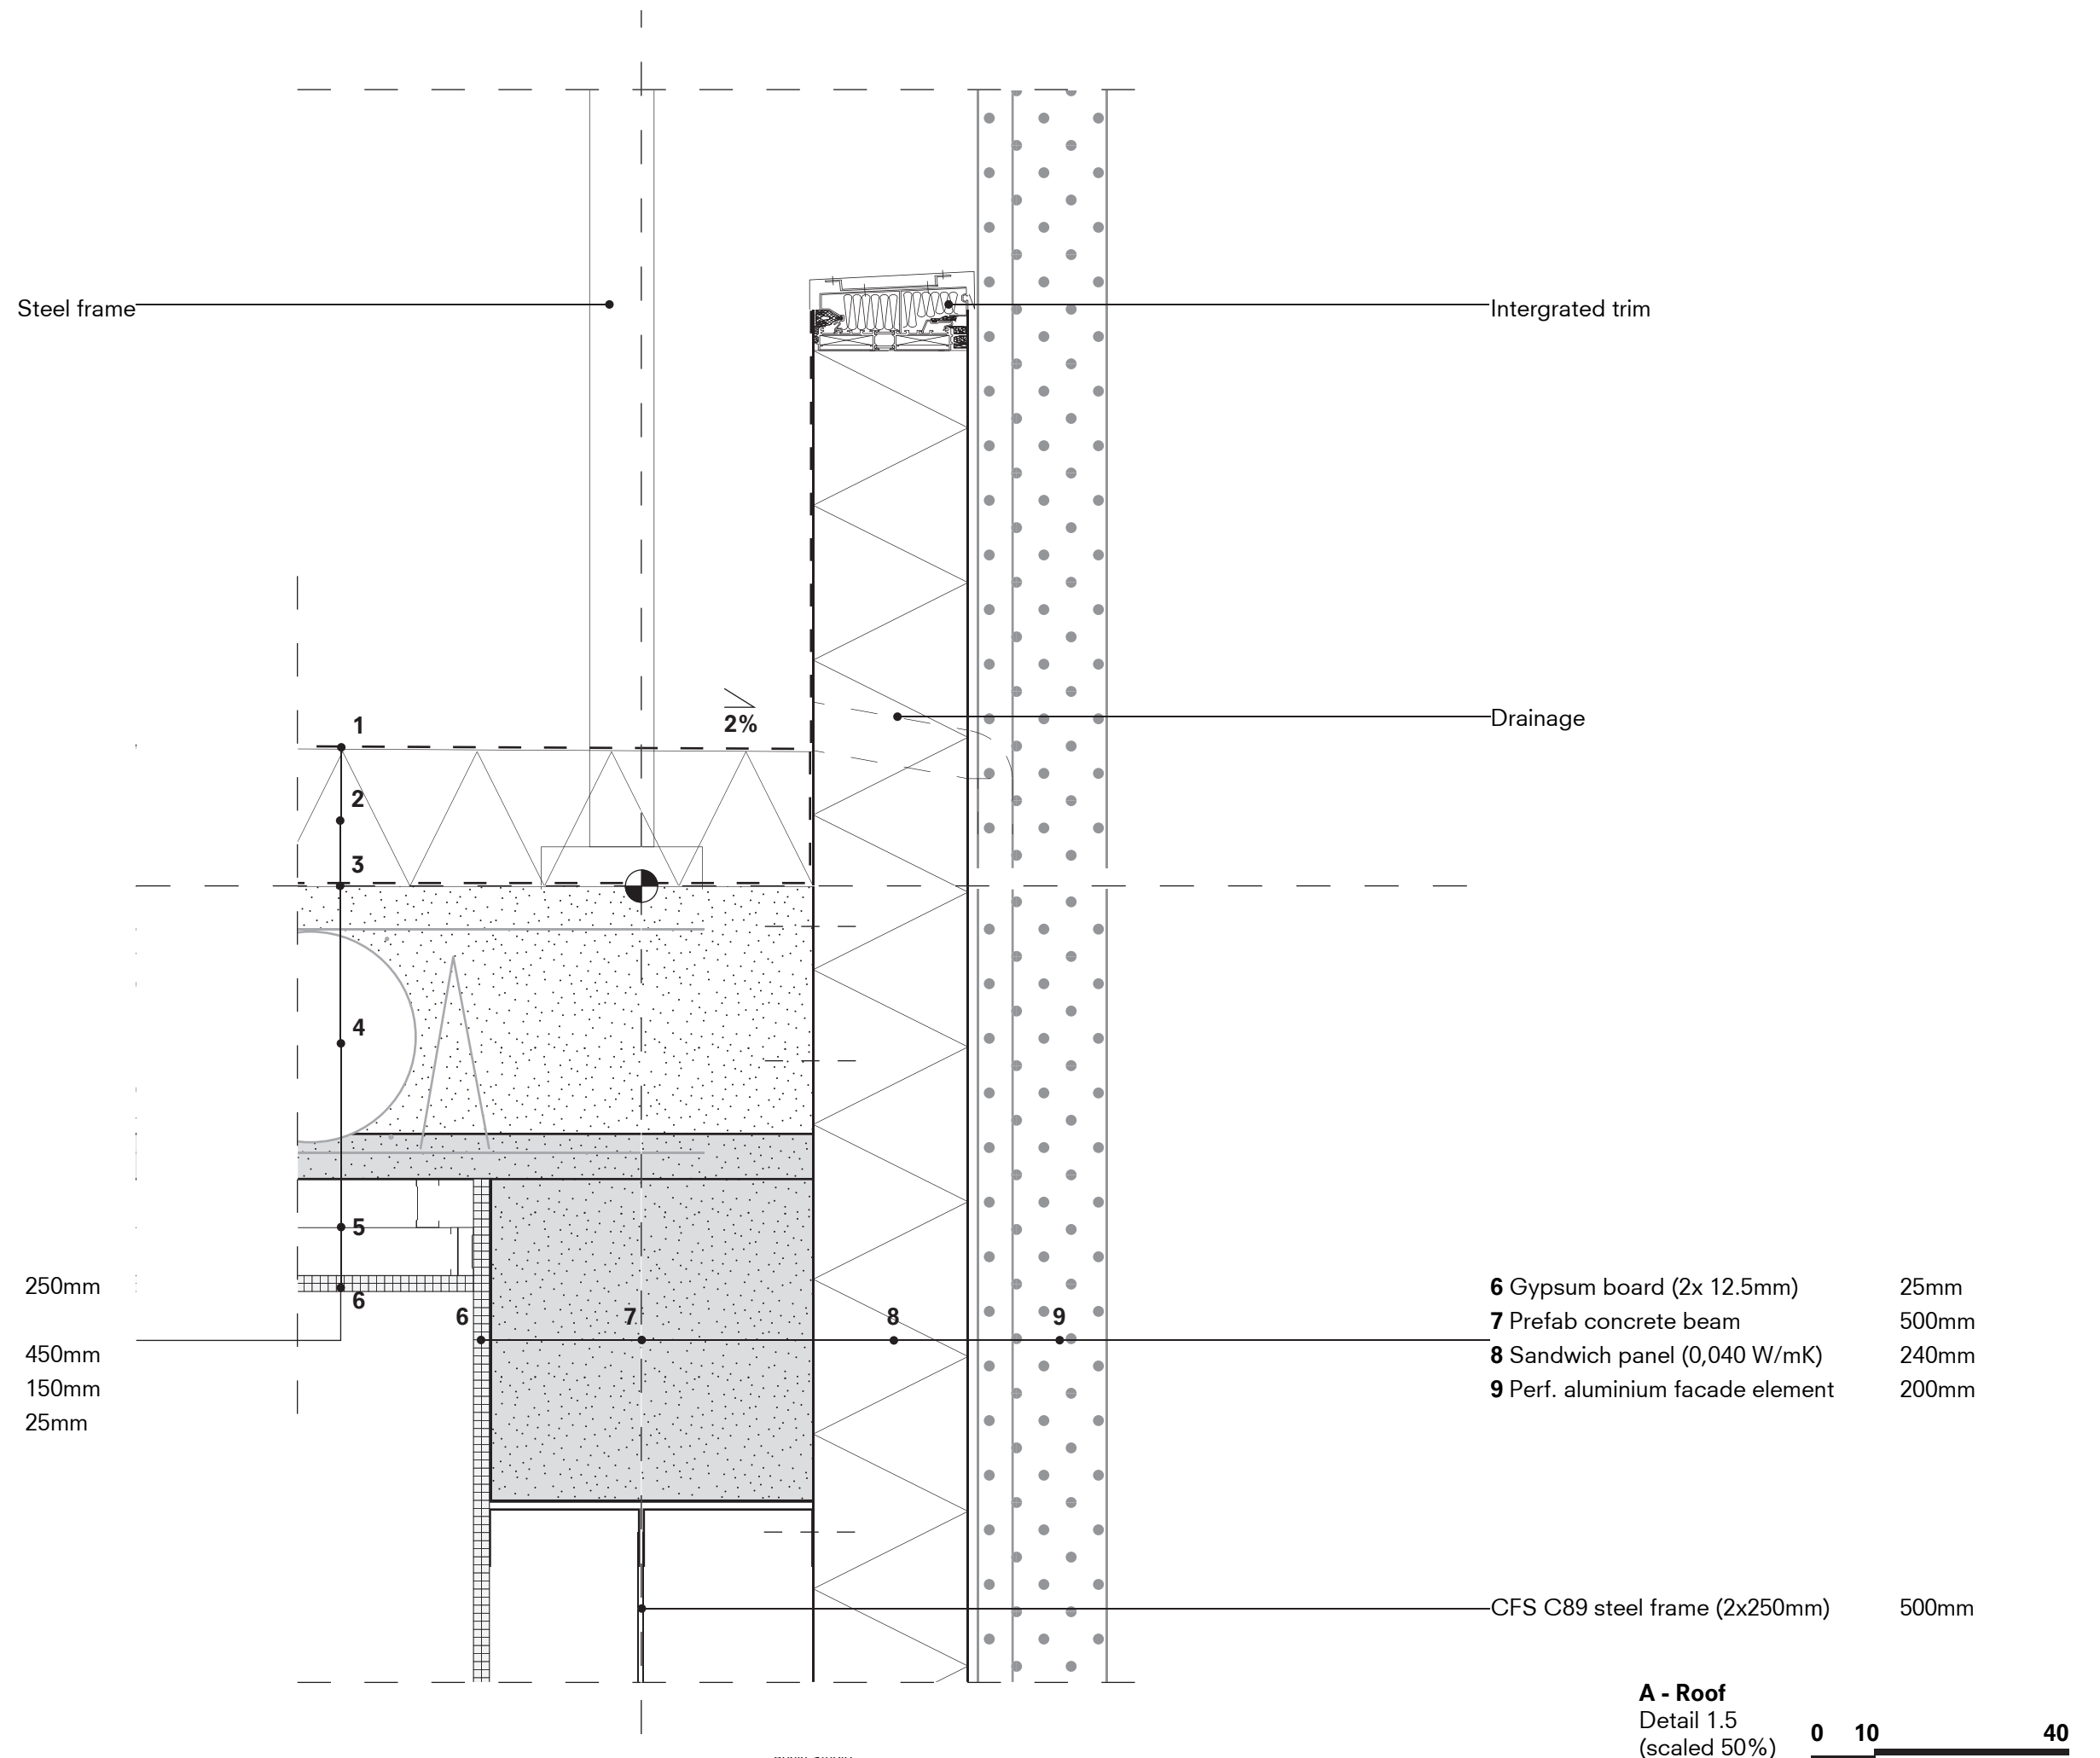 Steel frame
Intergrated trim
1
2%
Drainage
2
3
4
5
6
6
7
8
9
250mm
450mm
150mm
25mm
6 Gypsum board (2x 12.5mm) 25mm
7 Prefab concrete beam 500mm
8 Sandwich panel (0,040 W/mK) 240mm
9 Perf. aluminium facade element 200mm
CFS C89 steel frame (2x250mm) 500mm
A - Roof
Detail 1.5
(scaled 50%)
0 10 40